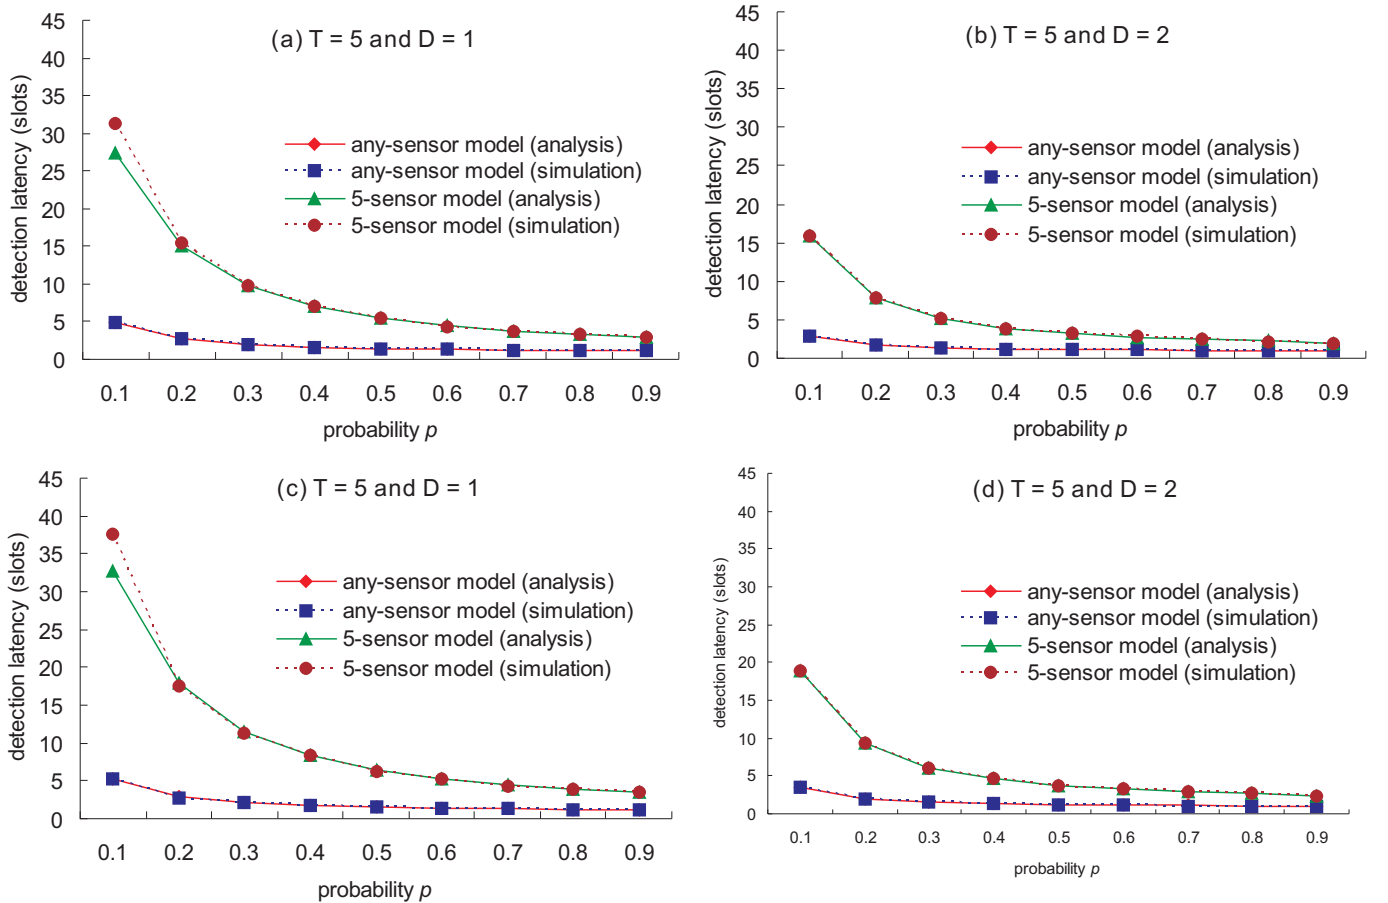 (a) T = 5 and D = 1
detection latency (slots)
45
40
35
30
25
20
15
10
5
0
any-sensor model (analysis)
any-sensor model (simulation)
5-sensor model (analysis)
5-sensor model (simulation)
0.1 0.2 0.3 0.4 0.5 0.6 0.7 0.8 0.9
probability p
(b) T = 5 and D = 2
detection latency (slots)
45
40
35
30
25
20
15
10
5
0
any-sensor model (analysis)
any-sensor model (simulation)
5-sensor model (analysis)
5-sensor model (simulation)
0.1 0.2 0.3 0.4 0.5 0.6 0.7 0.8 0.9
probability p
(c) T = 5 and D = 1
detection latency (slots)
45
40
35
30
25
20
15
10
5
0
any-sensor model (analysis)
any-sensor model (simulation)
5-sensor model (analysis)
5-sensor model (simulation)
0.1 0.2 0.3 0.4 0.5 0.6 0.7 0.8 0.9
probability p
(d) T = 5 and D = 2
detection latency (slots)
45
40
35
30
25
20
15
10
5
0
any-sensor model (analysis)
any-sensor model (simulation)
5-sensor model (analysis)
5-sensor model (simulation)
0.1 0.2 0.3 0.4 0.5 0.6 0.7 0.8 0.9
probability p